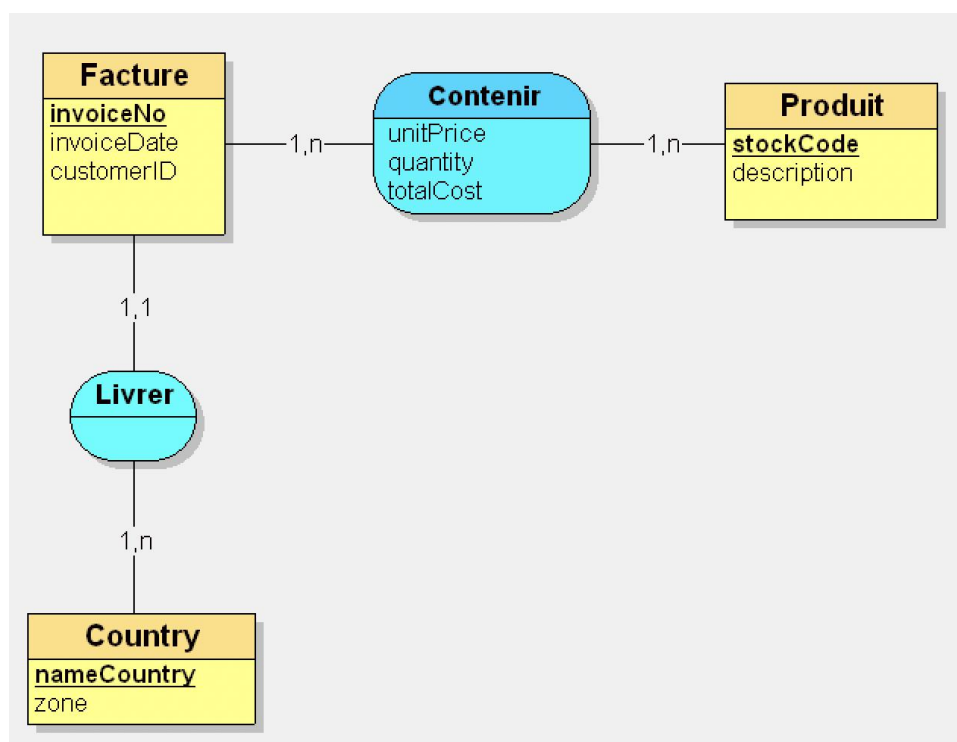 Facture
invoiceNo
invoiceDate
customerID
1,n
Contenir
unitPrice
quantity
totalCost
1,n
Produit
stockCode
description
1,1
Livrer
1,n
Country
nameCountry
zone